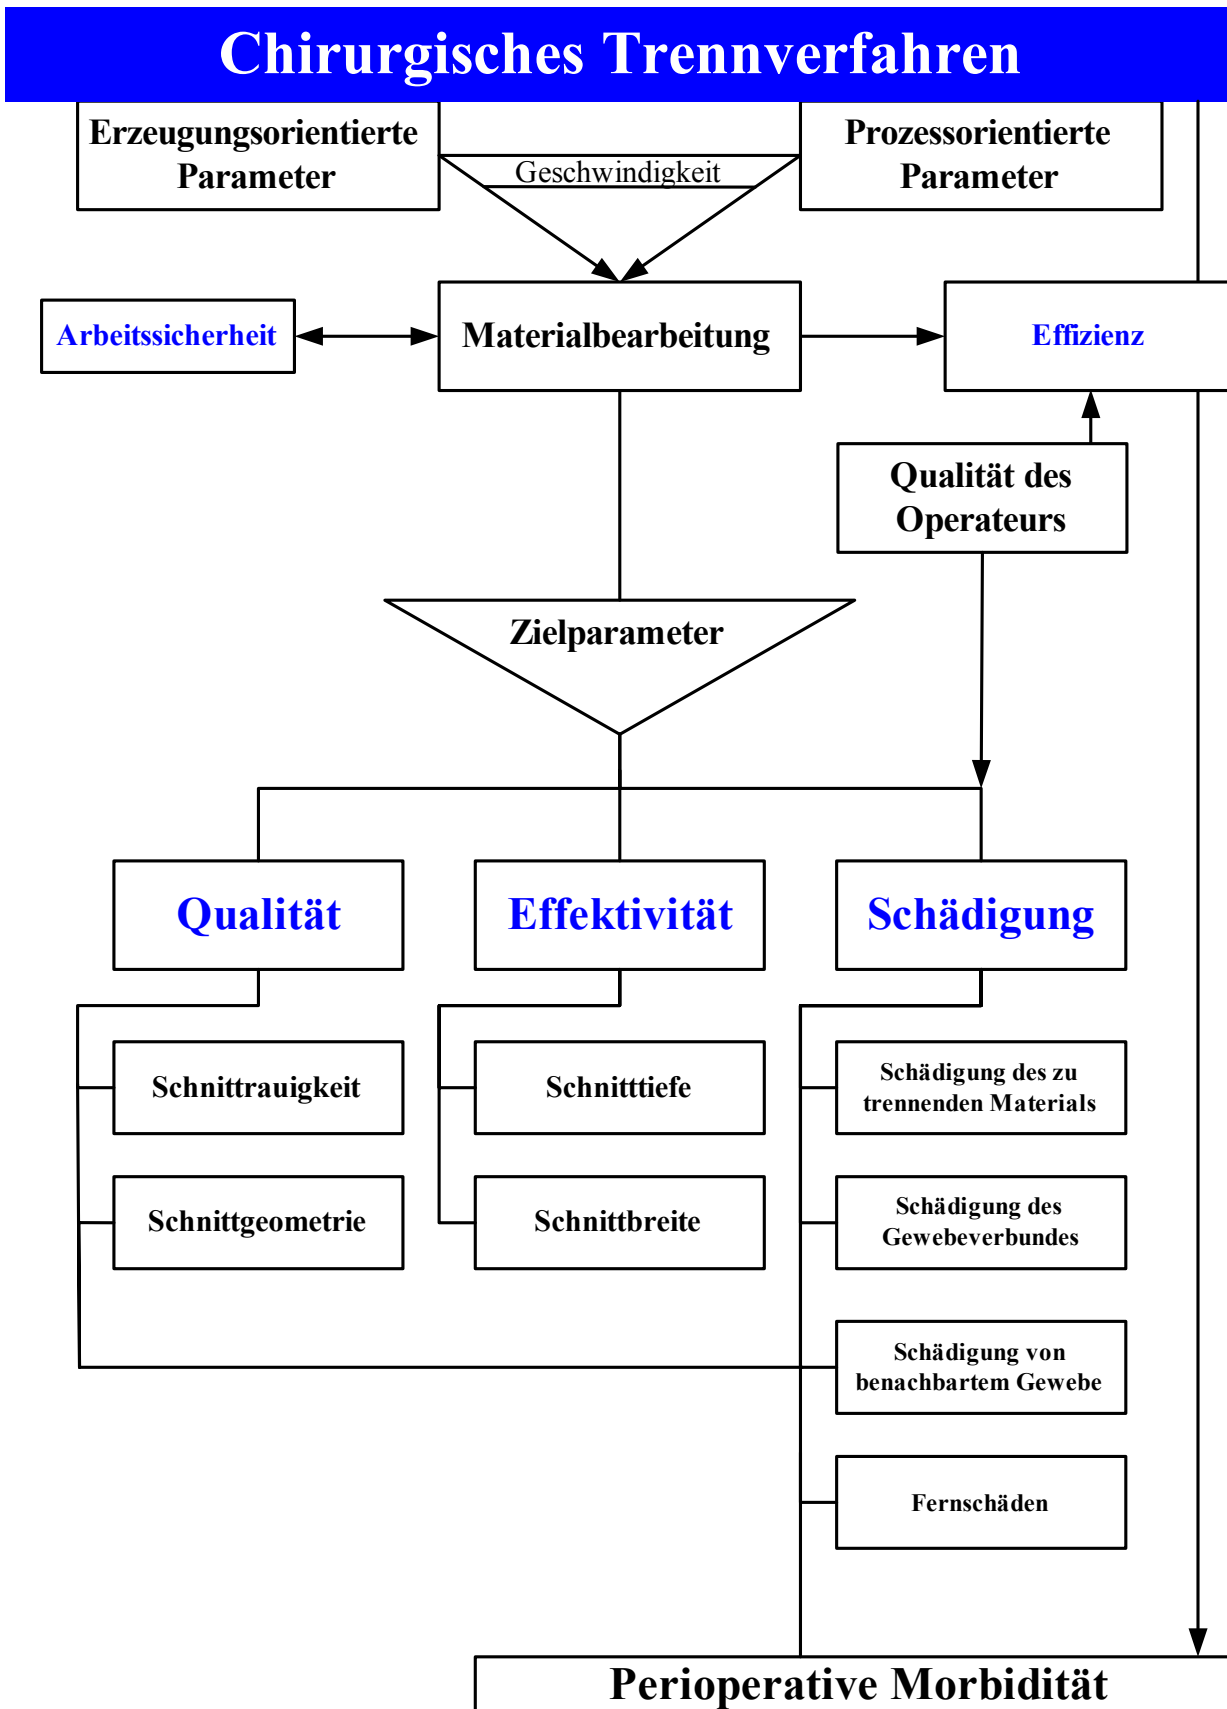 Chirurgisches Trennverfahren
Erzeugungsorientierte
Parameter
Geschwindigkeit
Prozessorientierte
Parameter
Arbeitssicherheit
Materialbearbeitung
Effizienz
Qualität des
Operateurs
Zielparameter
Qualität
Effektivität
Schädigung
Schnittrauigkeit
Schnitttiefe
Schädigung des zu
trennenden Materials
Schnittgeometrie
Schnittbreite
Schädigung des
Gewebeverbundes
Schädigung von
benachbartem Gewebe
Fernschäden
Perioperative Morbidität